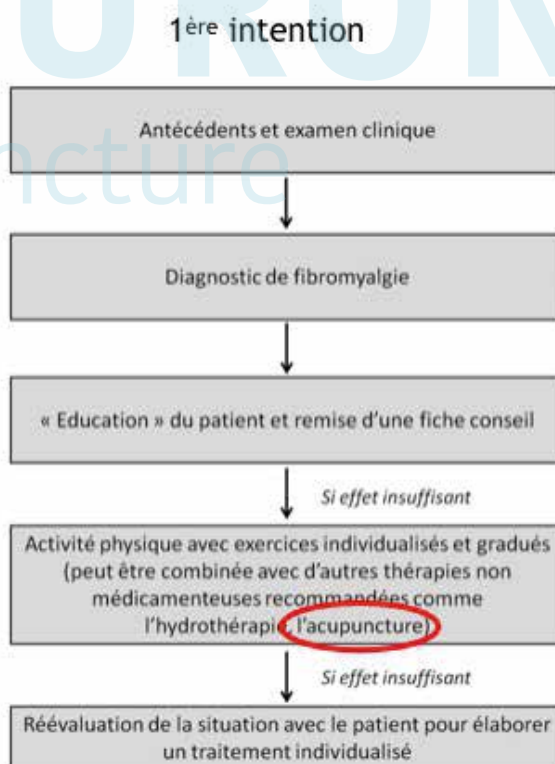 1ère intention
Antécédents et examen clinique
Diagnostic de fibromyalgie
« Education » du patient et remise d'une fiche conseil
Si effet insuffisant
Activité physique avec exercices individualisés et gradués
(peut être combinée avec d'autres thérapies non
médicamenteuses recommandées comme
l'hydrothérapie, l'acupuncture)
Si effet insuffisant
Réévaluation de la situation avec le patient pour élaborer
un traitement individualisé